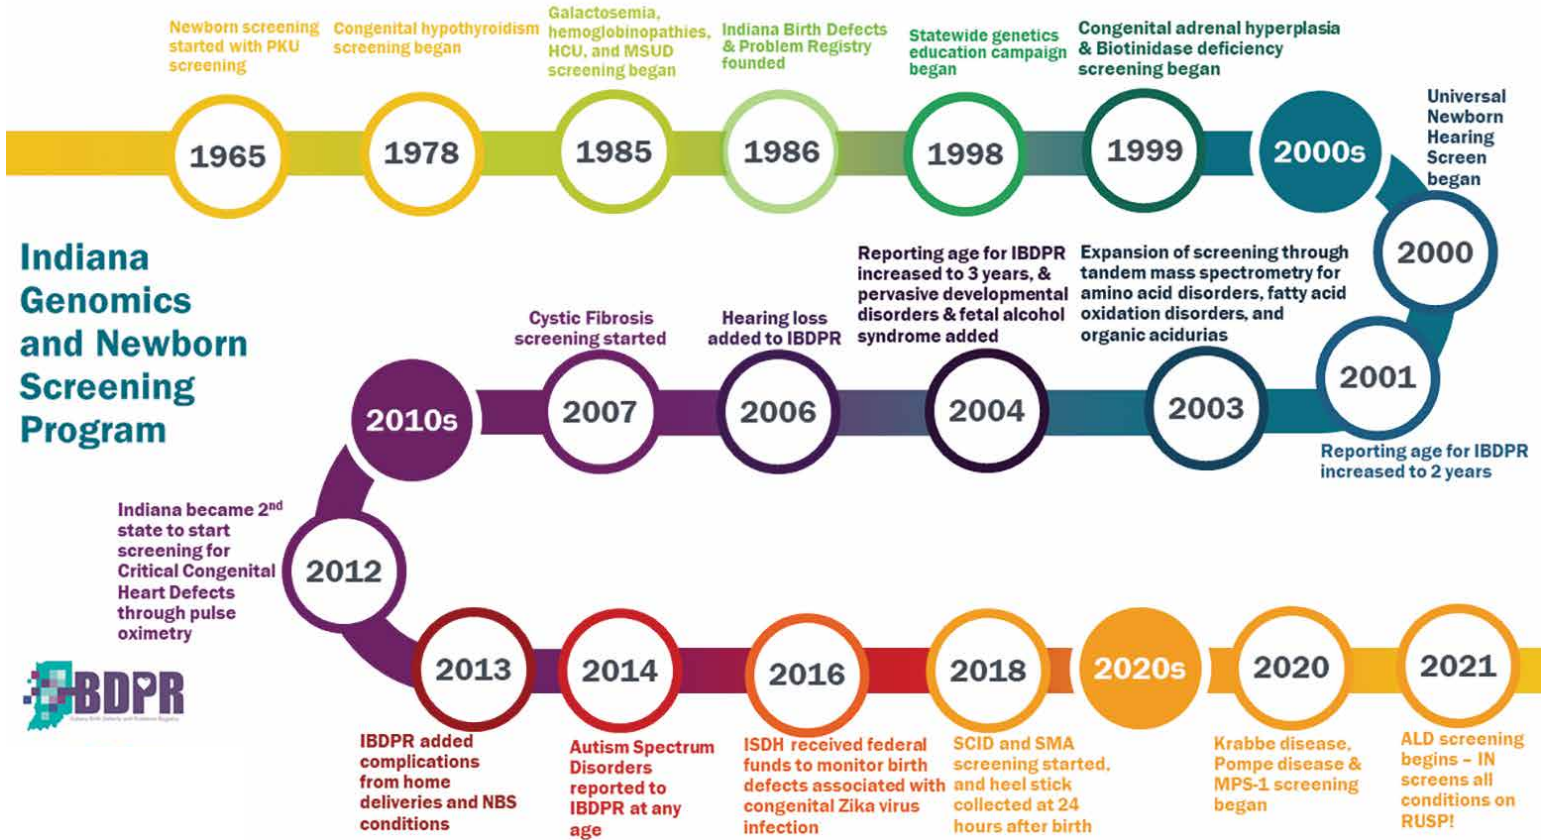 Newborn screening
started with PKU
screening
1965
Congenital hypothyroidism
screening began
1978
Galactosemia,
hemoglobinopathies,
HCU, and MSUD
screening began
1985
Indiana Birth Defects
& Problem Registry
founded
1986
Statewide genetics
education campaign
began
1998
Congenital adrenal hyperplasia
& Biotinidase deficiency
screening began
1999
2000s
Universal
Newborn
Hearing
Screen
began
2000
Indiana
Genomics
and Newborn
Screening
Program
2001
Reporting age for IBDPR
increased to 2 years
Expansion of screening through
tandem mass spectrometry for
amino acid disorders, fatty acid
oxidation disorders, and
organic acidurias
2003
Reporting age for IBDPR
increased to 3 years, &
pervasive developmental
disorders & fetal alcohol
syndrome added
2004
Hearing loss
added to IBDPR
2006
Cystic Fibrosis
screening started
2007
2010s
Indiana became 2nd
state to start
screening for
Critical Congenital
Heart Defects
through pulse
oximetry
2012
2013
IBDPR added
complications
from home
deliveries and NBS
conditions
2014
Autism Spectrum
Disorders
reported to
IBDPR at any
age
2016
ISDH received federal
funds to monitor birth
defects associated with
congenital Zika virus
infection
2018
SCID and SMA
screening started,
and heel stick
collected at 24
hours after birth
2020s
2020
Krabbe disease,
Pompe disease &
MPS-1 screening
began
2021
ALD screening
begins – IN
screens all
conditions on
RUSP!
BDPR
Indiana Birth Defects and Problems Registry